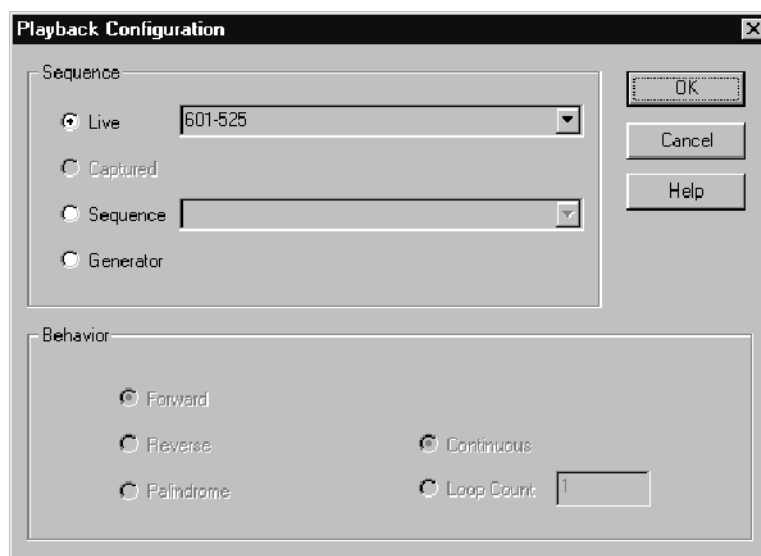 Playback Configuration
Sequence
Live 601-525
Captured
Sequence
Generator
OK
Cancel
Help
Behavior
Forward
Reverse
Palindrome
Continuous
Loop Count 1